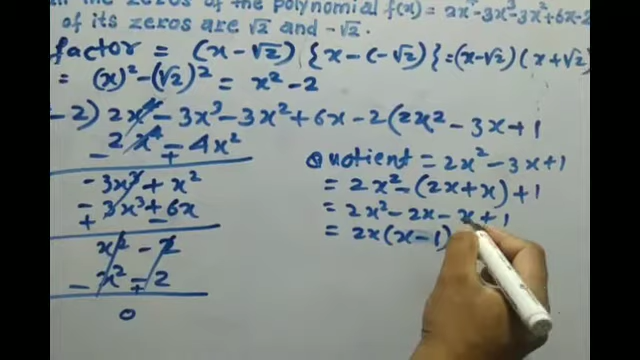 the zeros of the polynomial f(x) = 2x⁴-3x³-3x²+6x-2
of its zeros are √2 and -√2.
factor = (x-√2) {x-(-√2} = (x-√2) (x+√2)
= (x)²-(√2)² = x²-2
-2) 2x⁴-3x³-3x²+6x-2 (2x²-3x+1
2x⁴ -4x²
- +
Quotient = 2x²-3x+1
-3x³+x²
= 2x²-(2x+x)+1
-3x³+6x
+ -
= 2x²-2x-x+1
x²-2
= 2x(x-1)
x²-2
- +
0